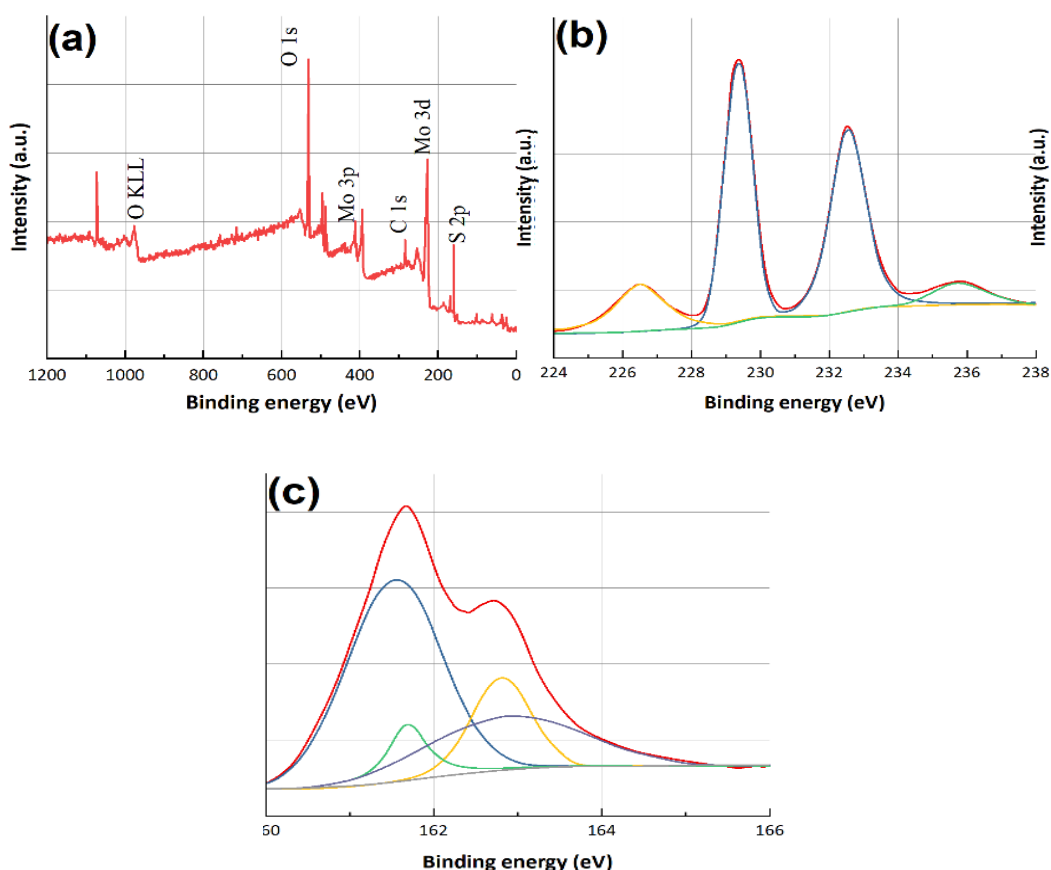 (a)
O KLL
O 1s
Mo 3p
C 1s
Mo 3d
S 2p
Intensity (a.u.)
1200 1000 800 600 400 200 0
Binding energy (eV)
(b)
Intensity (a.u.)
Intensity (a.u.)
224 226 228 230 232 234 236 238
Binding energy (eV)
(c)
60 162 164 166
Binding energy (eV)